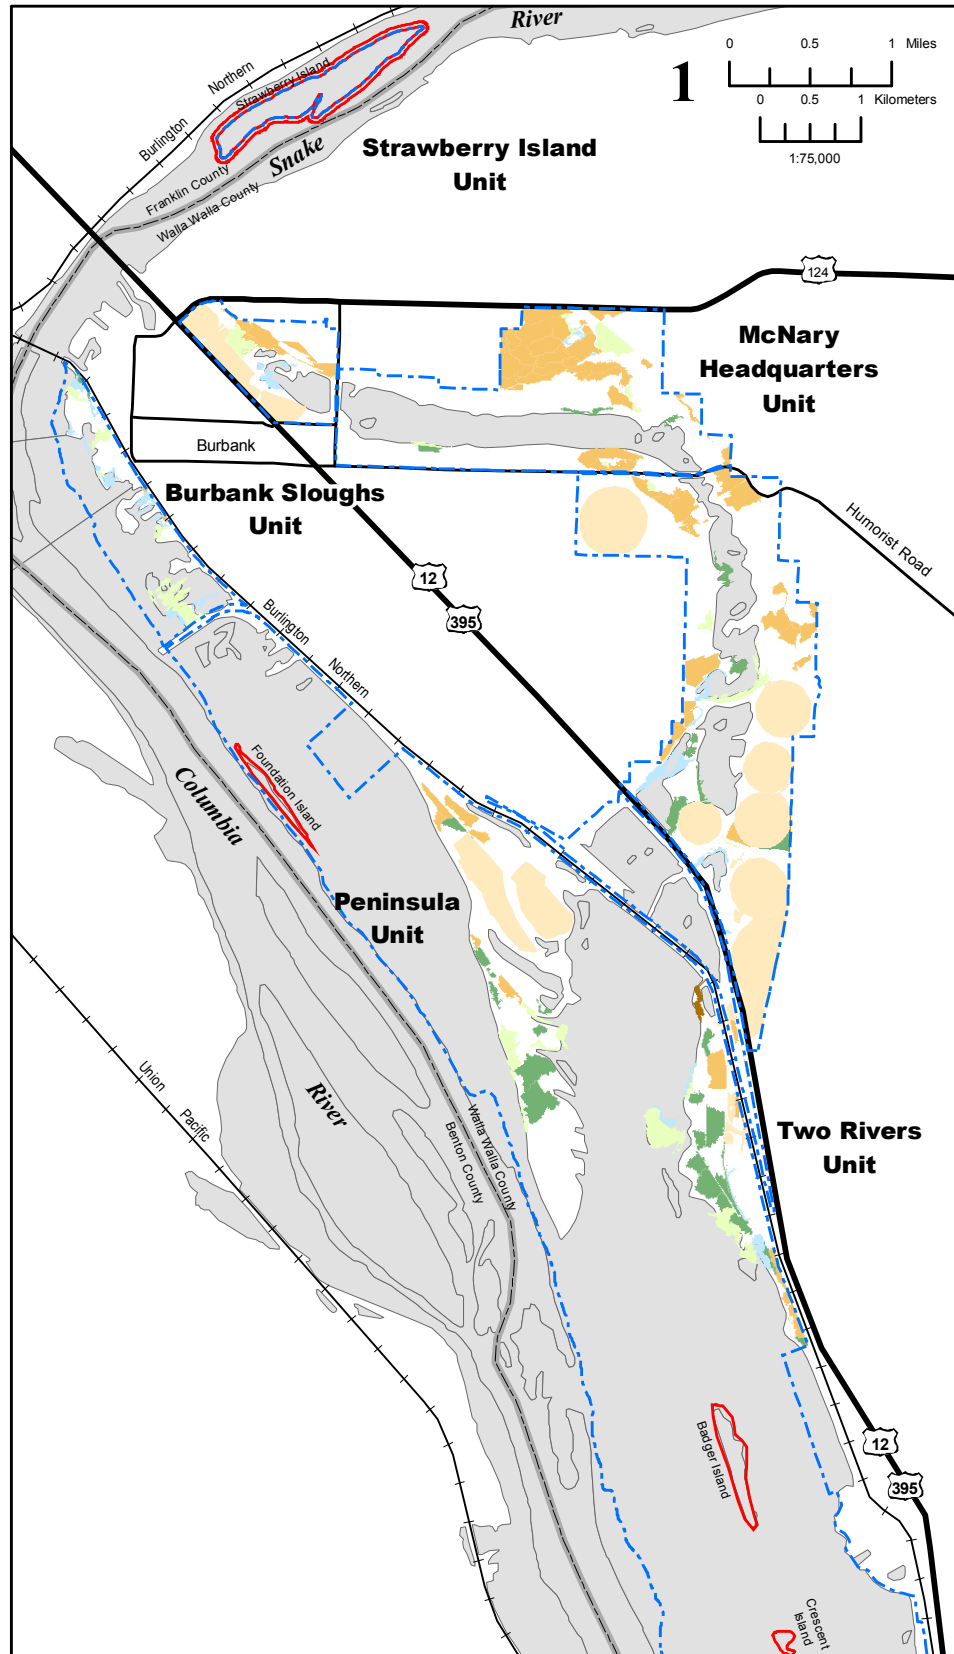 River
0 0.5 1 Miles
1
0 0.5 1 Kilometers
1:75,000
Northern
Strawberry Island
Burlington
Snake
Strawberry Island
Unit
Franklin County
Walla Walla County
124
McNary
Headquarters
Unit
Burbank
Burbank Sloughs
Unit
Humorist Road
12
395
Burlington
Northern
Foundation Island
Columbia
Peninsula
Unit
Union
Pacific
River
Walla Walla County
Benton County
Two Rivers
Unit
Badger Island
12
395
Crescent
Island